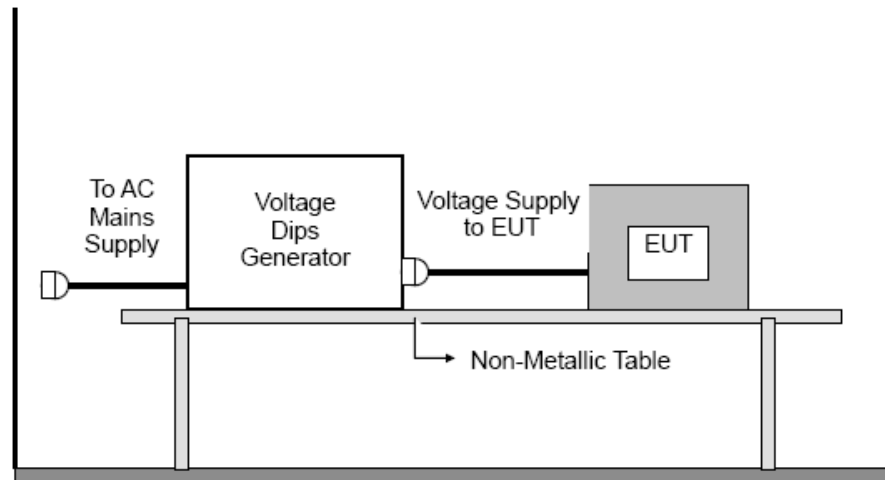 To AC
Mains
Supply
Voltage
Dips
Generator
Voltage Supply
to EUT
EUT
Non-Metallic Table